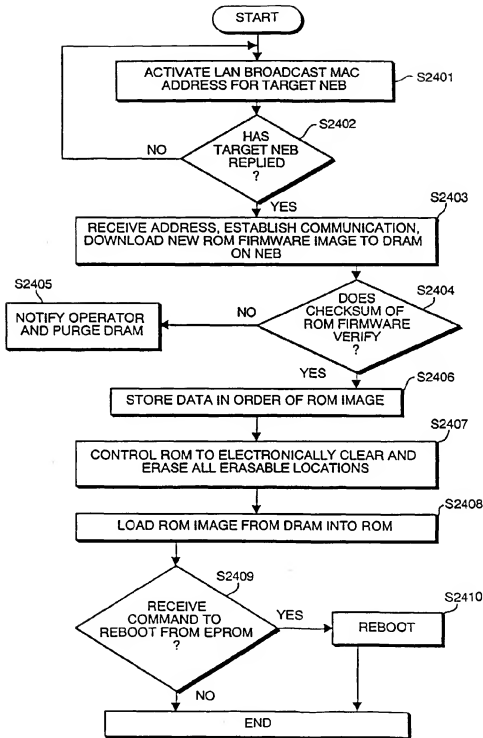 START
ACTIVATE LAN BROADCAST MAC
ADDRESS FOR TARGET NEB
S2401
HAS
TARGET NEB
REPLIED
?
S2402
NO
YES
S2403
RECEIVE ADDRESS, ESTABLISH COMMUNICATION,
DOWNLOAD NEW ROM FIRMWARE IMAGE TO DRAM
ON NEB
S2405
NOTIFY OPERATOR
AND PURGE DRAM
NO
DOES
CHECKSUM OF
ROM FIRMWARE
VERIFY
?
S2404
YES
S2406
STORE DATA IN ORDER OF ROM IMAGE
S2407
CONTROL ROM TO ELECTRONICALLY CLEAR AND
ERASE ALL ERASABLE LOCATIONS
S2408
LOAD ROM IMAGE FROM DRAM INTO ROM
S2409
RECEIVE
COMMAND TO
REBOOT FROM EPROM
?
YES
S2410
REBOOT
NO
END